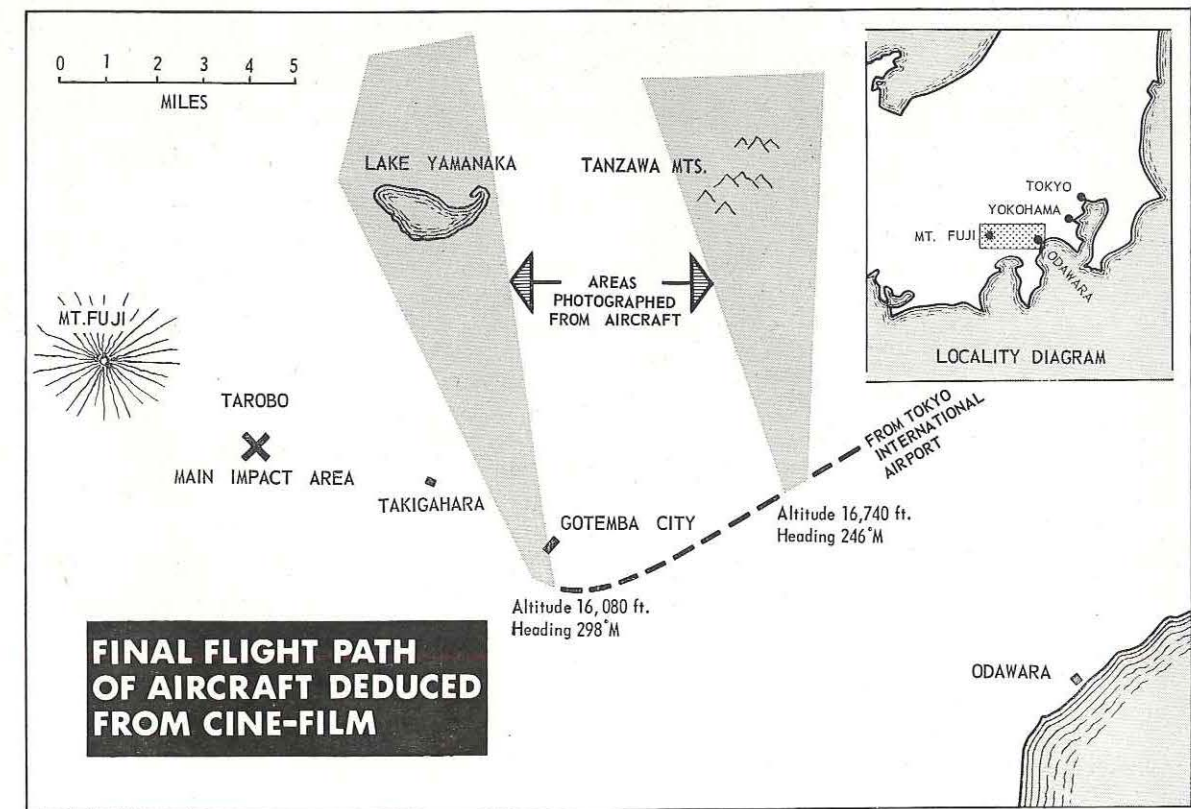 0 1 2 3 4 5
MILES
LAKE YAMANAKA
TANZAWA MTS.
AREAS
PHOTOGRAPHED
FROM AIRCRAFT
TOKYO
YOKOHAMA
MT. FUJI
ODAWARA
LOCALITY DIAGRAM
MT.FUJI
TAROBO
MAIN IMPACT AREA
TAKIGAHARA
GOTEMBA CITY
FROM TOKYO
INTERNATIONAL
AIRPORT
Altitude 16,740 ft.
Heading 246°M
Altitude 16,080 ft.
Heading 298°M
ODAWARA
FINAL FLIGHT PATH
OF AIRCRAFT DEDUCED
FROM CINE-FILM